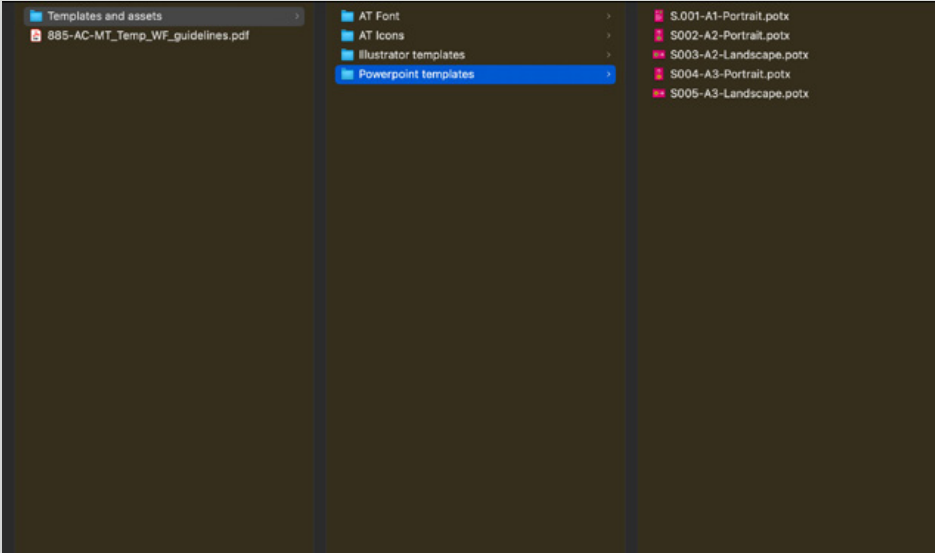 Templates and assets
885-AC-MT_Temp_WF_guidelines.pdf
AT Font
AT Icons
Illustrator templates
Powerpoint templates
S.001-A1-Portrait.potx
S002-A2-Portrait.potx
S003-A2-Landscape.potx
S004-A3-Portrait.potx
S005-A3-Landscape.potx